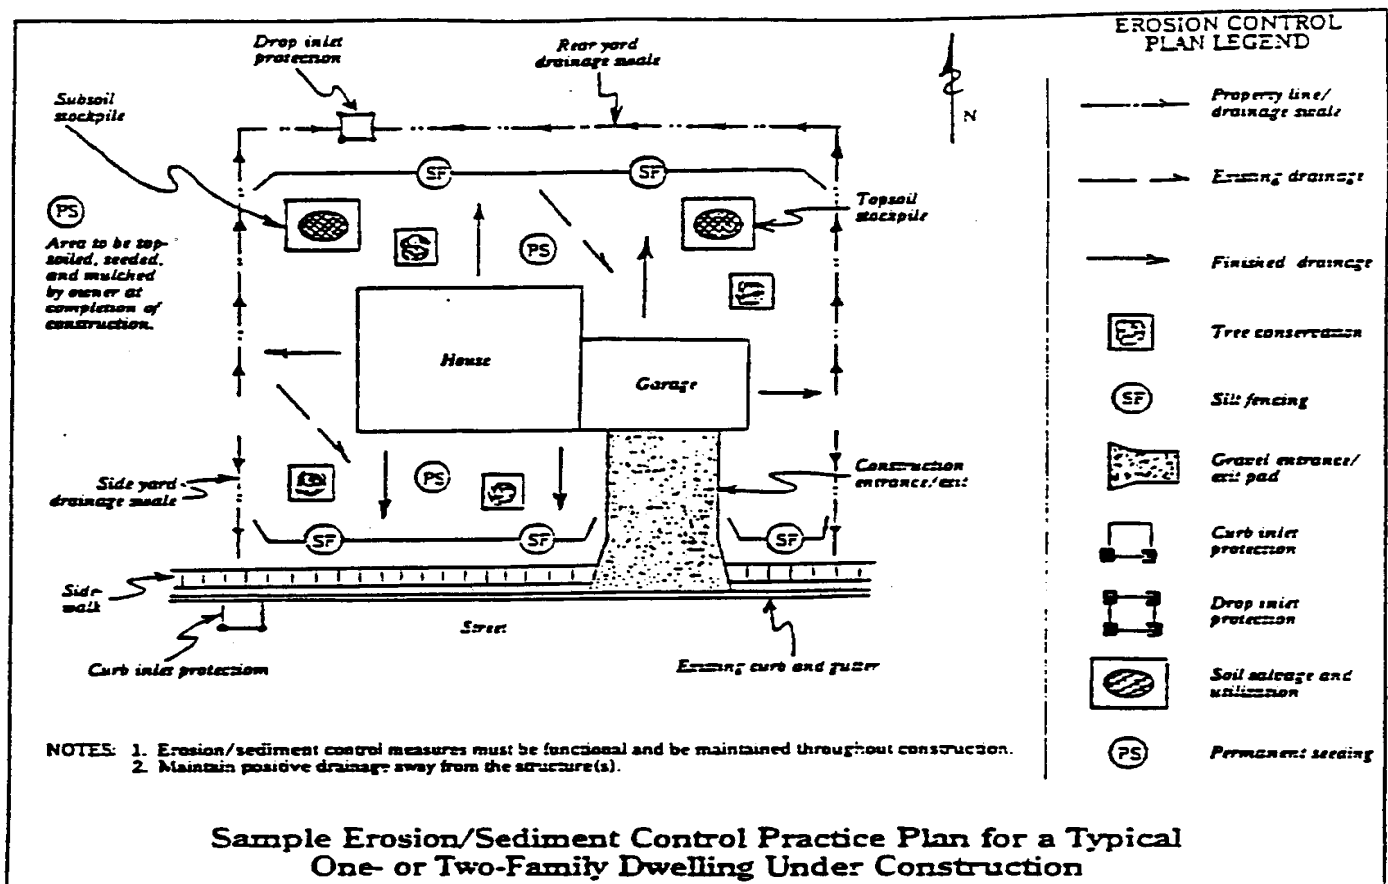 EROSION CONTROL
PLAN LEGEND
Drop inlet
protection
Rear yard
drainage swale
Subsoil
stockpile
N
Property line/
drainage swale
Existing drainage
SF
SF
PS
Area to be top-
soiled, seeded,
and mulched
by owner at
completion of
construction.
PS
Topsoil
stockpile
Finished drainage
Tree conservation
House
Garage
SF
Silt fencing
Side yard
drainage swale
PS
Construction
entrance/exit
Gravel entrance/
exit pad
SF
SF
SF
Curb inlet
protection
Side-
walk
Street
Drop inlet
protection
Curb inlet protection
Existing curb and gutter
Soil salvage and
utilization
PS
Permanent seeding
NOTES: 1. Erosion/sediment control measures must be functional and be maintained throughout construction.
2. Maintain positive drainage away from the structure(s).
Sample Erosion/Sediment Control Practice Plan for a Typical
One- or Two-Family Dwelling Under Construction